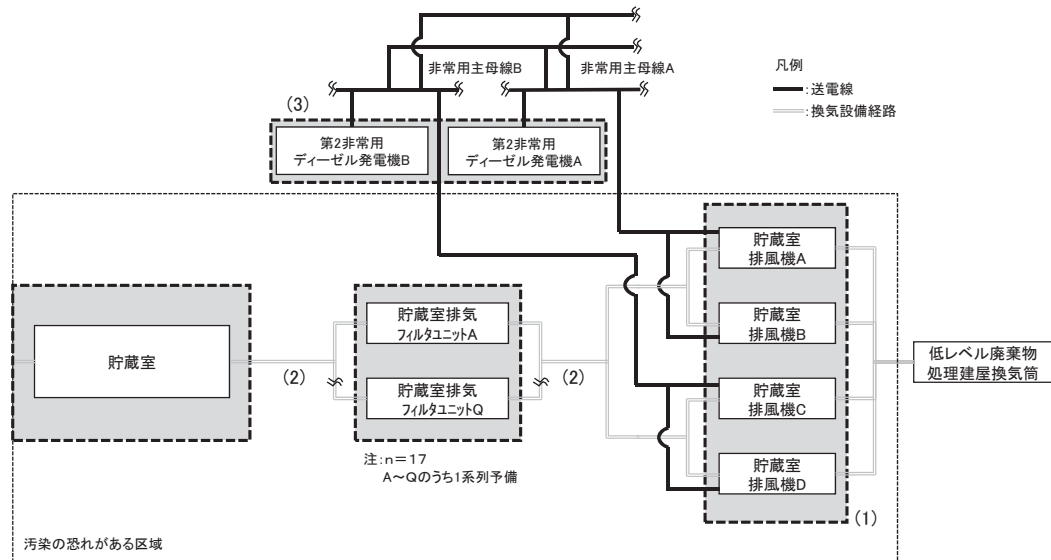 非常用主母線B
非常用主母線A
凡例
:送電線
:換気設備経路
(3)
第2非常用
ディーゼル発電機B
第2非常用
ディーゼル発電機A
貯蔵室
排風機A
貯蔵室
排風機B
貯蔵室
排風機C
貯蔵室
排風機D
貯蔵室
(2)
貯蔵室排気
フィルタユニットA
貯蔵室排気
フィルタユニットQ
(2)
低レベル廃棄物
処理建屋換気筒
注:n=17
A~Qのうち1系列予備
(1)
汚染の恐れがある区域